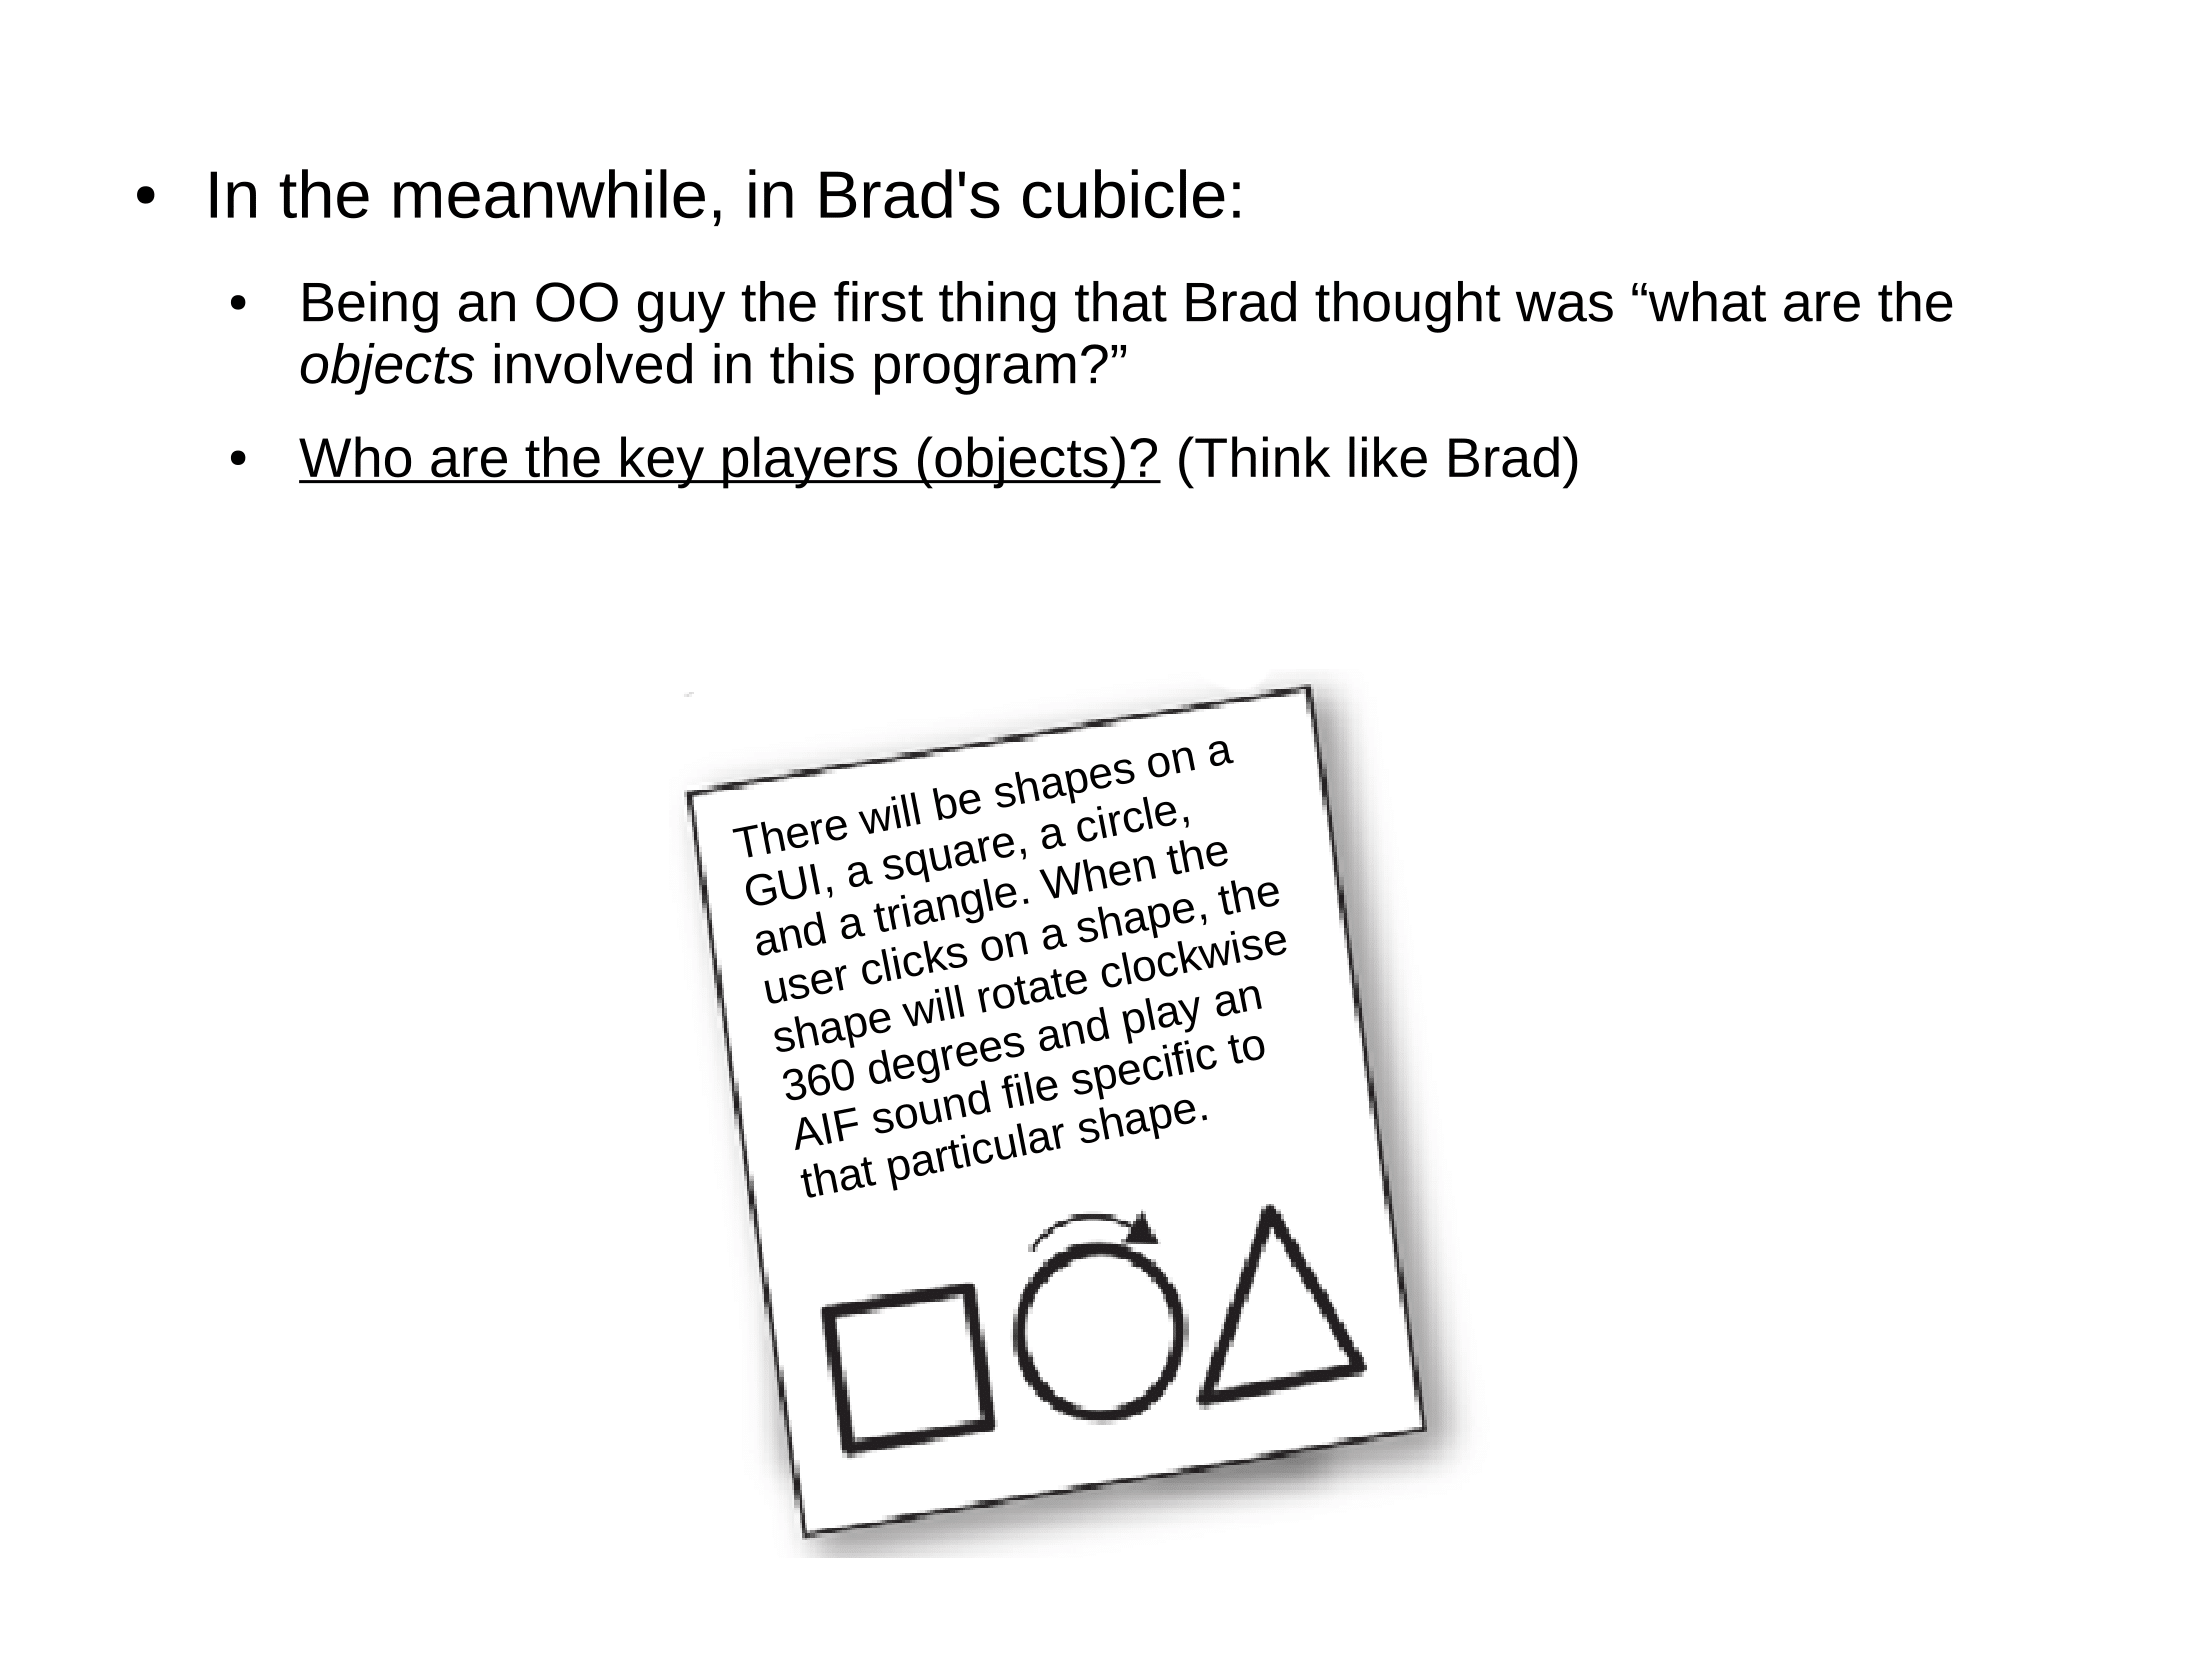 • In the meanwhile, in Brad's cubicle:
• Being an OO guy the first thing that Brad thought was “what are the
objects involved in this program?”
• Who are the key players (objects)? (Think like Brad)
There will be shapes on a
GUI, a square, a circle,
and a triangle. When the
user clicks on a shape, the
shape will rotate clockwise
360 degrees and play an
AIF sound file specific to
that particular shape.